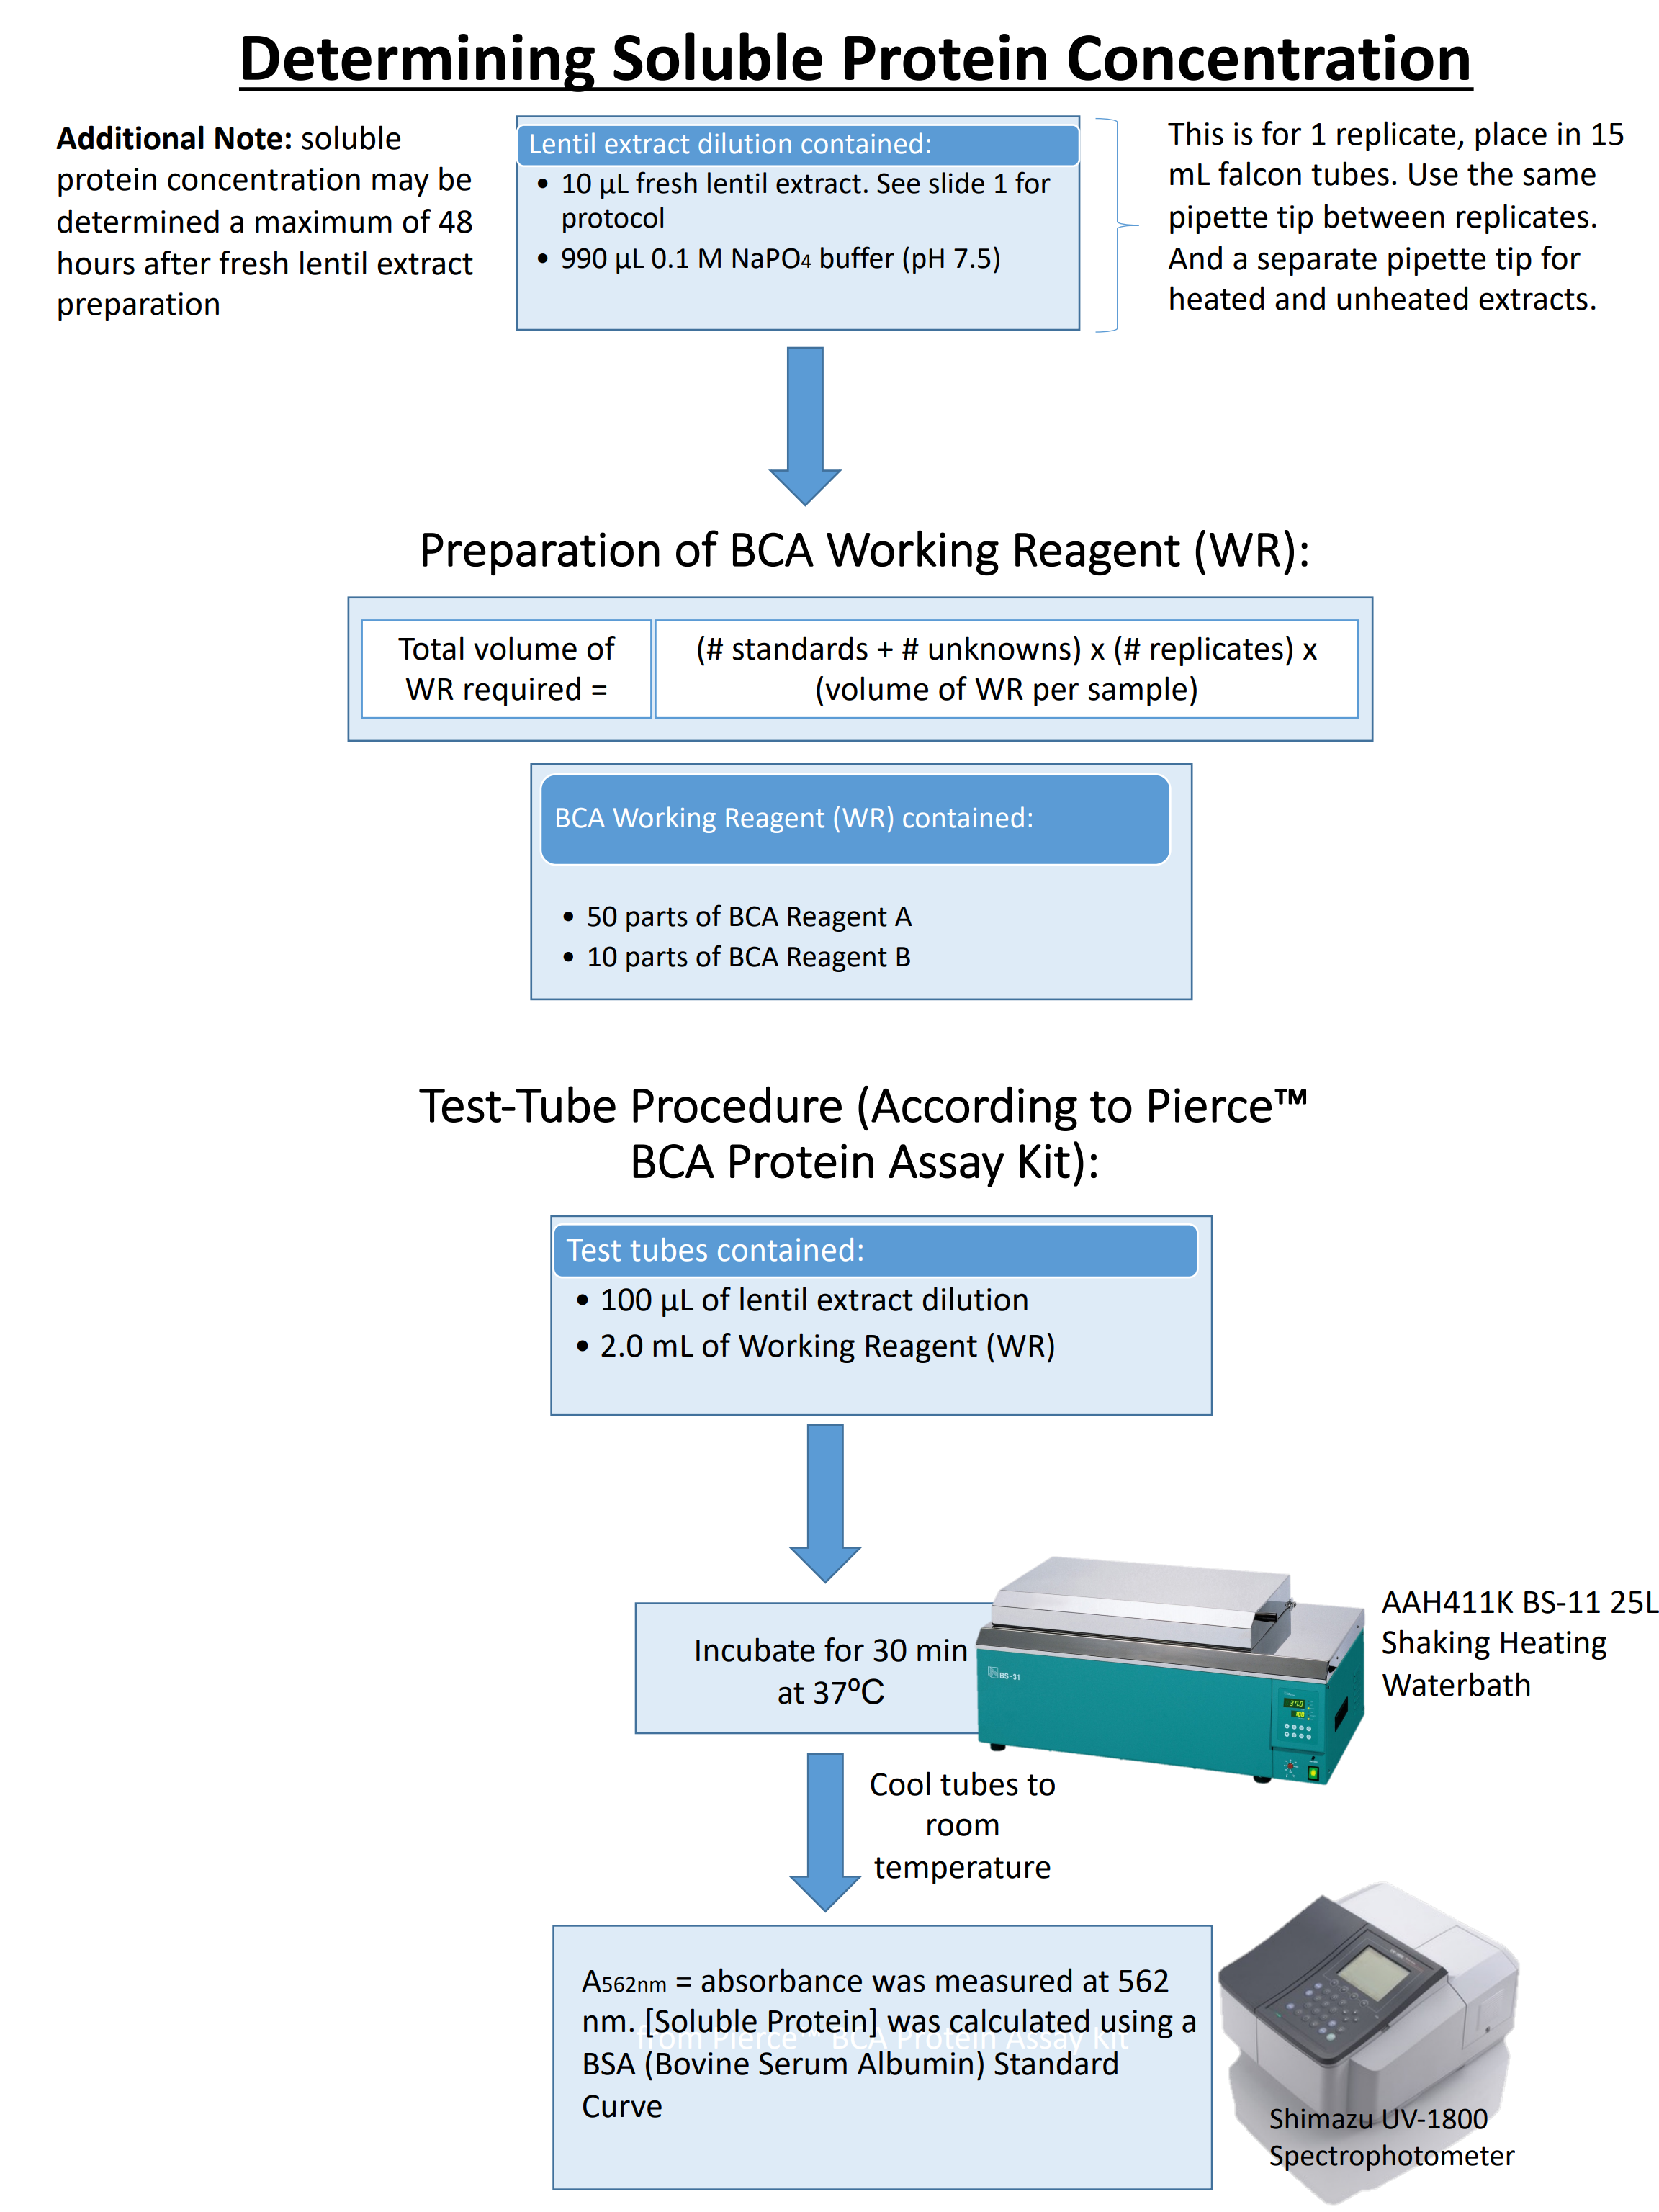 Determining Soluble Protein Concentration
Additional Note: soluble
protein concentration may be
determined a maximum of 48
hours after fresh lentil extract
preparation
Lentil extract dilution contained:
• 10 µL fresh lentil extract. See slide 1 for
protocol
• 990 µL 0.1 M NaPO4 buffer (pH 7.5)
This is for 1 replicate, place in 15
mL falcon tubes. Use the same
pipette tip between replicates.
And a separate pipette tip for
heated and unheated extracts.
Preparation of BCA Working Reagent (WR):
Total volume of
WR required =
(# standards + # unknowns) x (# replicates) x
(volume of WR per sample)
BCA Working Reagent (WR) contained:
• 50 parts of BCA Reagent A
• 10 parts of BCA Reagent B
Test-Tube Procedure (According to Pierce™
BCA Protein Assay Kit):
Test tubes contained:
• 100 µL of lentil extract dilution
• 2.0 mL of Working Reagent (WR)
Incubate for 30 min
at 37°C
BS-31
37.0
100
AAH411K BS-11 25L
Shaking Heating
Waterbath
Cool tubes to
room
temperature
A562nm = absorbance was measured at 562
nm. [Soluble Protein] was calculated using a
from Pierce™ BCA Protein Assay Kit
BSA (Bovine Serum Albumin) Standard
Curve
Shimazu UV-1800
Spectrophotometer